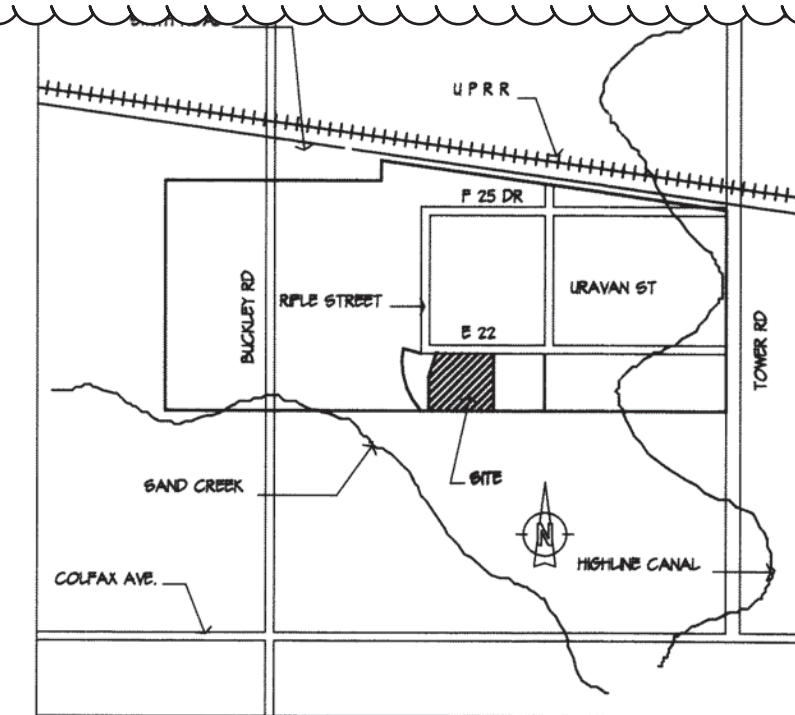 UPRR
F 25 DR
BUCKLEY RD
RIFLE STREET
URAVAN ST
E 22
TOWER RD
SAND CREEK
SITE
N
HIGHLINE CANAL
COLFAX AVE.